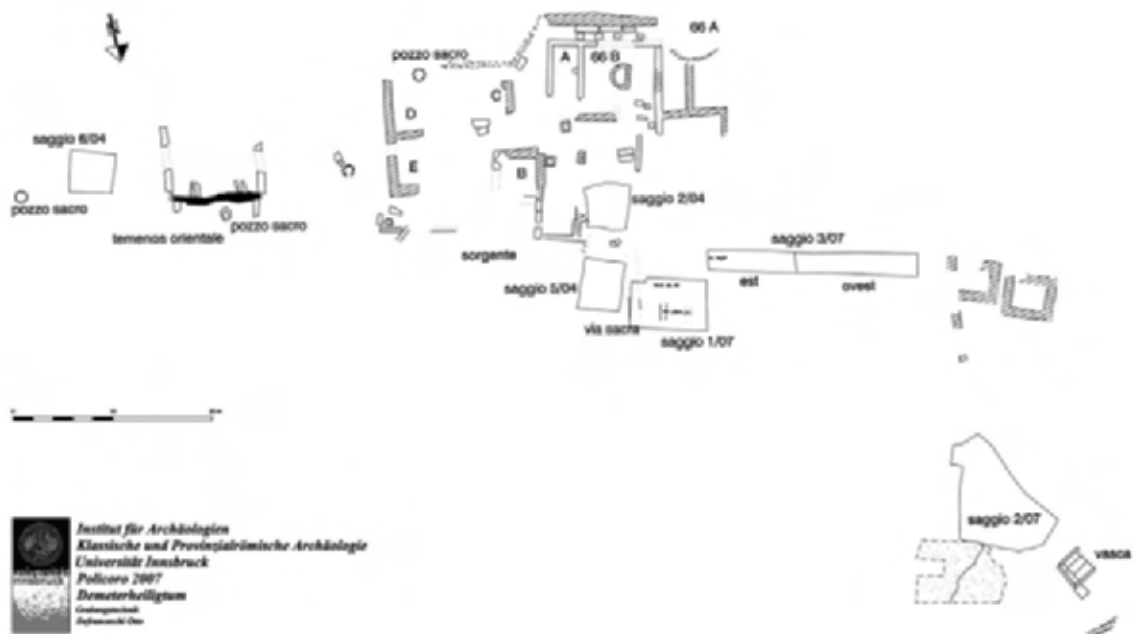 66 A
pozzo sacro
A
66 B
C
D
saggio 6/04
E
B
pozzo sacro
pozzo sacro
temenos orientale
saggio 2/04
sorgente
saggio 3/07
est
ovest
saggio 5/04
via sacra
saggio 1/07
saggio 2/07
vasca
Institut für Archäologien
Klassische und Provinzialrömische Archäologie
Universität Innsbruck
Policoro 2007
Demeterheiligtum